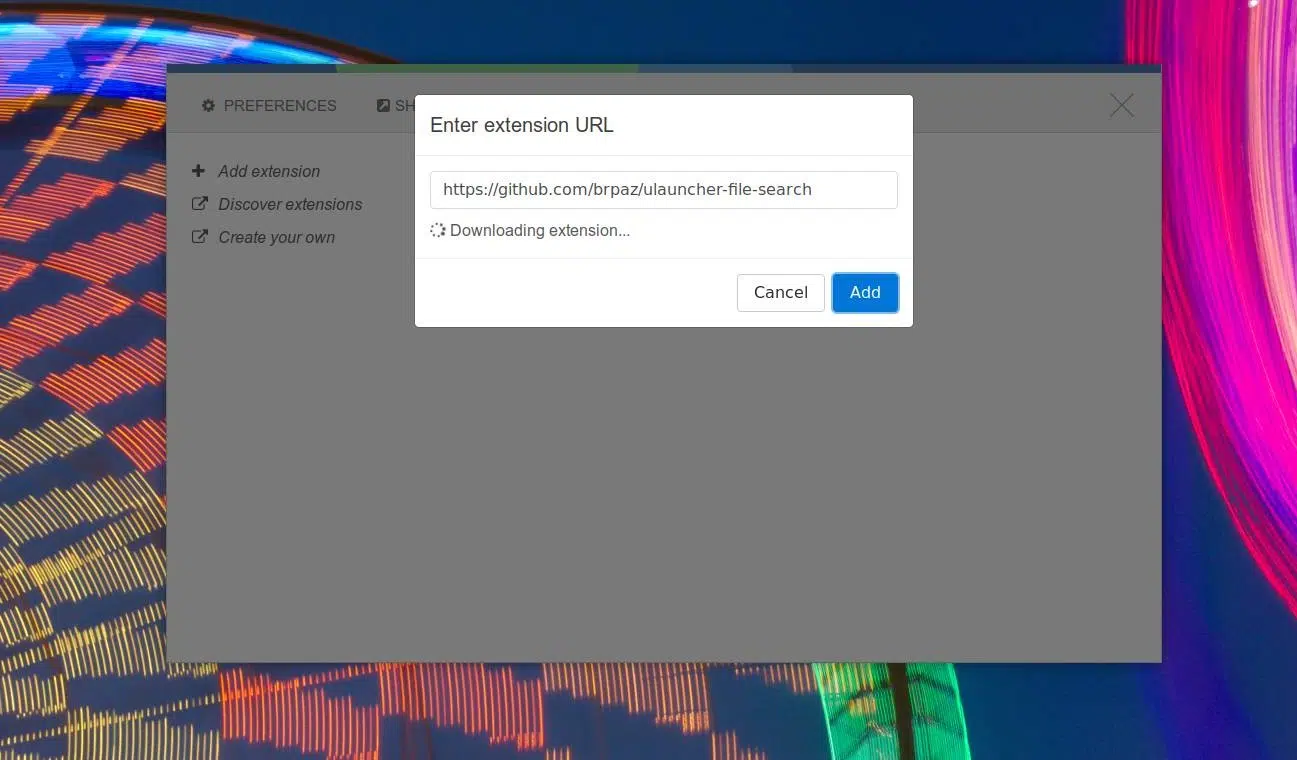 PREFERENCES SH
Enter extension URL
https://github.com/brpaz/ulauncher-file-search
Downloading extension...
Cancel Add
Add extension
Discover extensions
Create your own